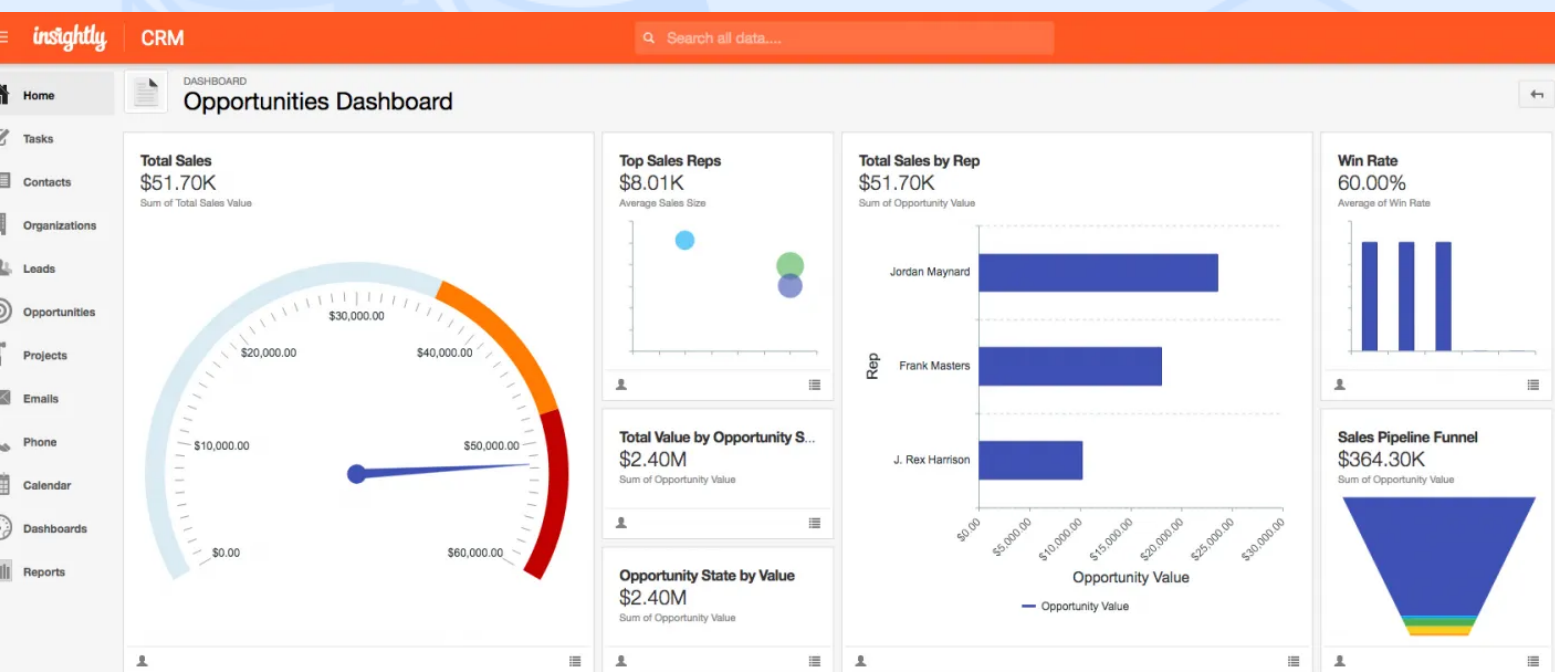 insightly CRM
Search all data....
Home
Tasks
Contacts
Organizations
Leads
Opportunities
Projects
Emails
Phone
Calendar
Dashboards
Reports
DASHBOARD
Opportunities Dashboard
Total Sales
$51.70K
Sum of Total Sales Value
$30,000.00
$20,000.00
$40,000.00
$10,000.00
$50,000.00
$0.00
$60,000.00
Top Sales Reps
$8.01K
Average Sales Size
Total Value by Opportunity S...
$2.40M
Sum of Opportunity Value
Opportunity State by Value
$2.40M
Sum of Opportunity Value
Total Sales by Rep
$51.70K
Sum of Opportunity Value
Rep
Jordan Maynard
Frank Masters
J. Rex Harrison
$0.00
$5,000.00
$10,000.00
$15,000.00
$20,000.00
$25,000.00
$30,000.00
Opportunity Value
Opportunity Value
Win Rate
60.00%
Average of Win Rate
Sales Pipeline Funnel
$364.30K
Sum of Opportunity Value